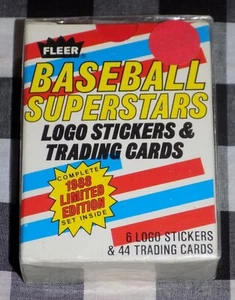 FLEER
BASEBALL
SUPERSTARS
LOGO STICKERS &
TRADING CARDS
COMPLETE
1988
LIMITED
EDITION
SET INSIDE
6 LOGO STICKERS
& 44 TRADING CARDS